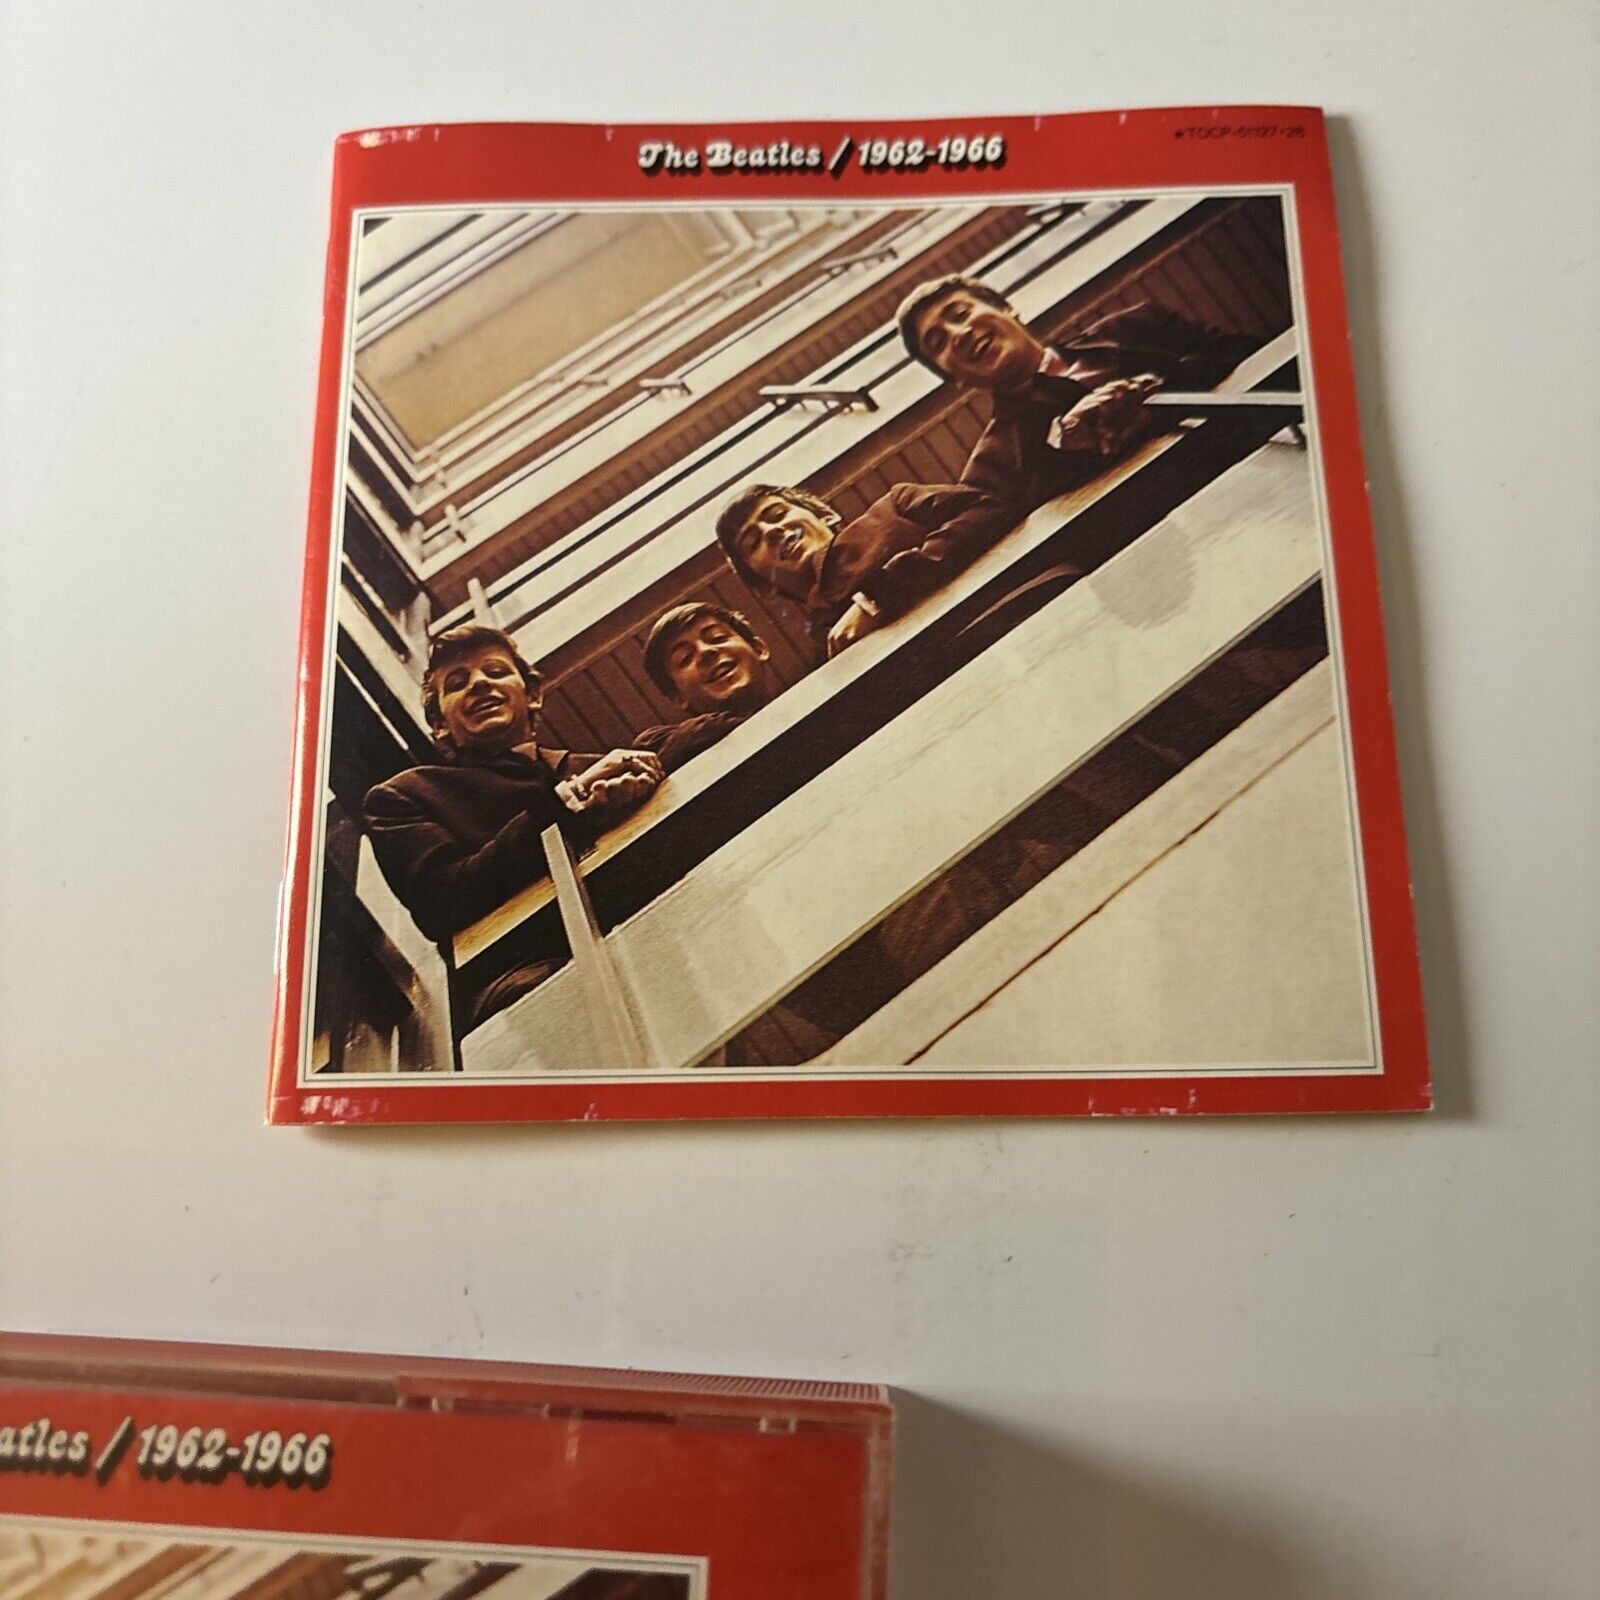 The Beatles / 1962-1966
★TOCP-51127·28
atles / 1962-1966